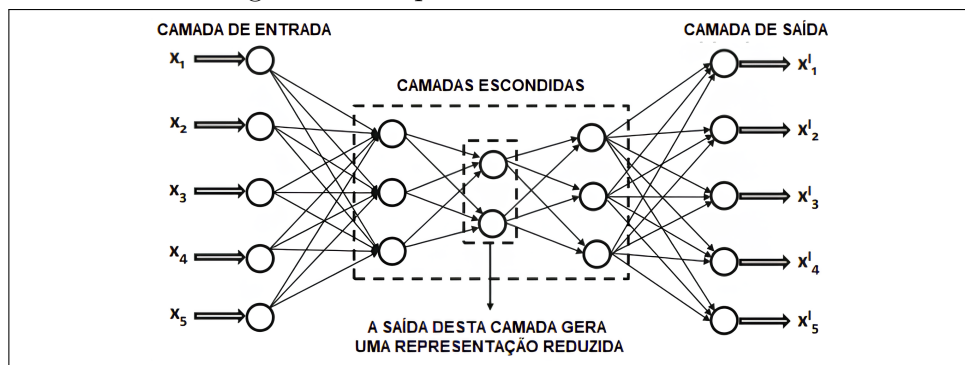 CAMADA DE ENTRADA
CAMADA DE SAÍDA
CAMADAS ESCONDIDAS
X1
X2
X3
X4
X5
X|1
X|2
X|3
X|4
X|5
A SAÍDA DESTA CAMADA GERA
UMA REPRESENTAÇÃO REDUZIDA